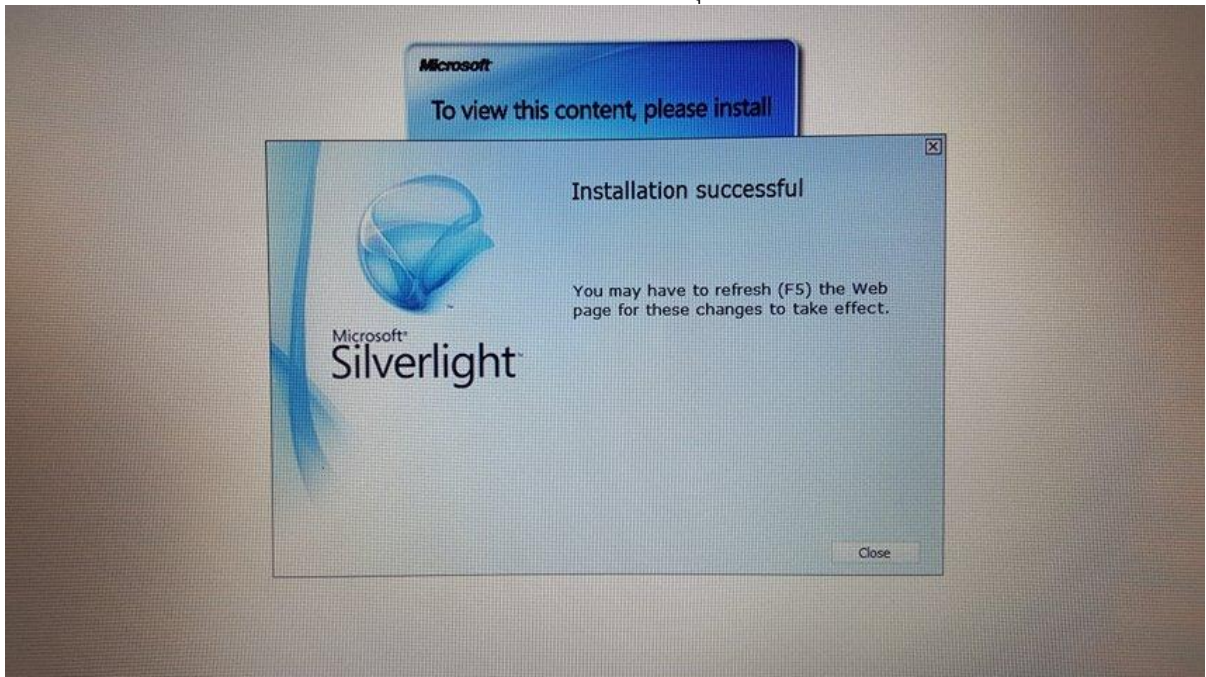 Microsoft
To view this content, please install
Installation successful
You may have to refresh (F5) the Web
page for these changes to take effect.
Microsoft®
Silverlight™
Close